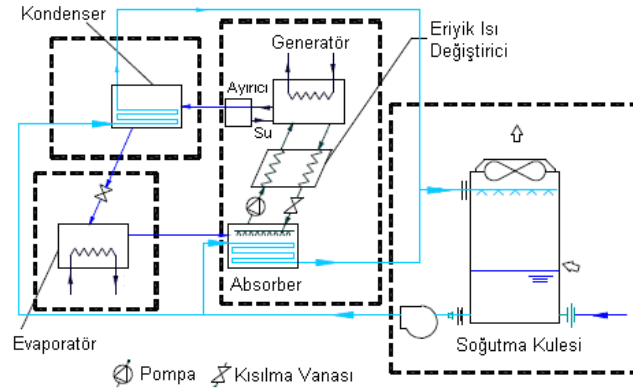 Kondenser
Generatör
Eriyik Isı
Değiştirici
Ayırıcı
Su
Absorber
Evaporatör
Soğutma Kulesi
Pompa
Kısılma Vanası